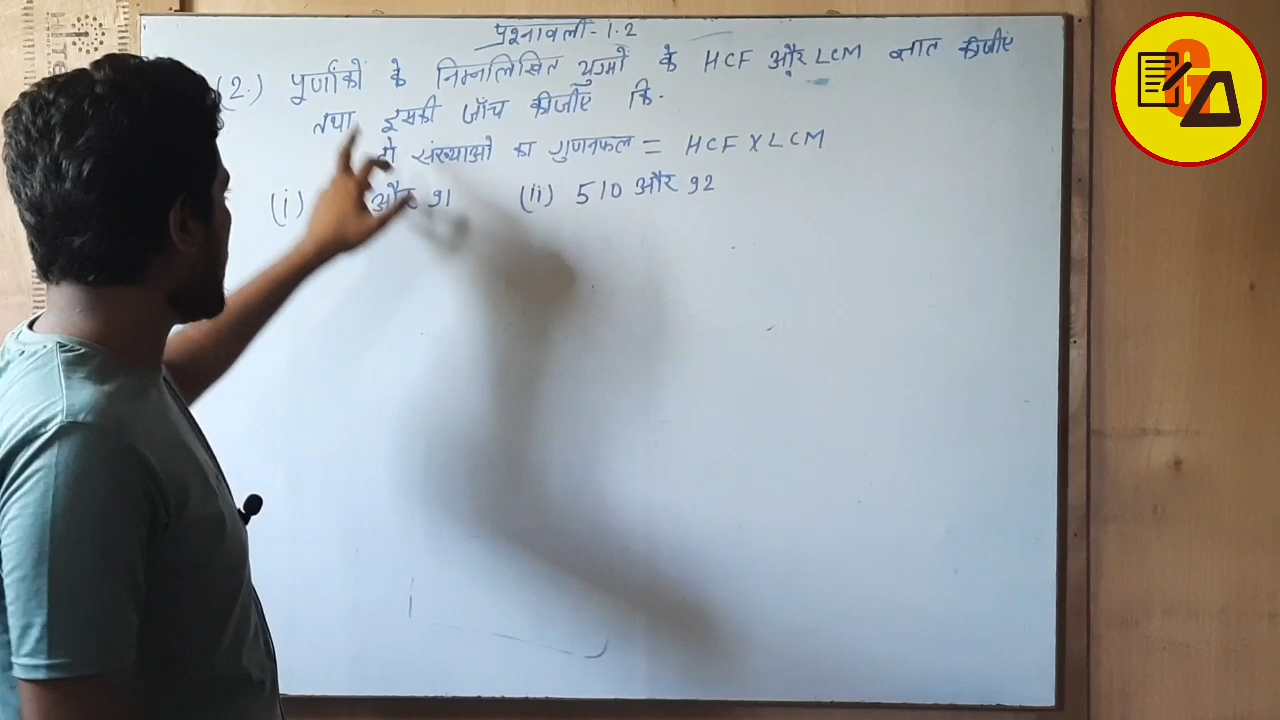 प्रश्नावली-1.2
(2.) पूर्णांकों के निम्नलिखित युग्मों के HCF और LCM ज्ञात कीजीए
तथा इसकी जाँच कीजीए कि.
संख्याओ का गुणनफल = HCF X LCM
(i) और 91 (ii) 510 और 92